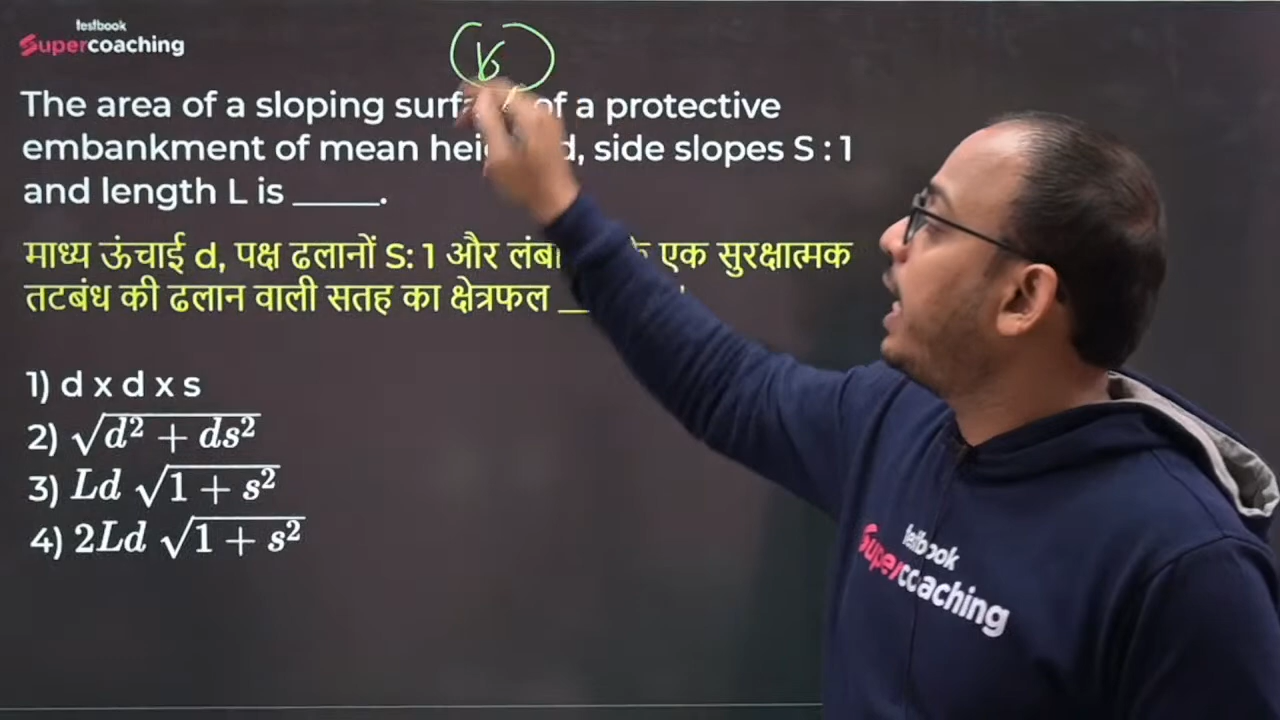 testbook
Supercoaching
The area of a sloping of a protective
embankment of mean d, side slopes S : 1
and length L is _____.
माध्य ऊंचाई d, पक्ष ढलानों S: 1 और एक सुरक्षात्मक
तटबंध की ढलान वाली सतह का क्षेत्रफल __
1) d x d x s
2) √(d² + ds²)
3) Ld √(1 + s²)
4) 2Ld √(1 + s²)
testbook
Supercoaching